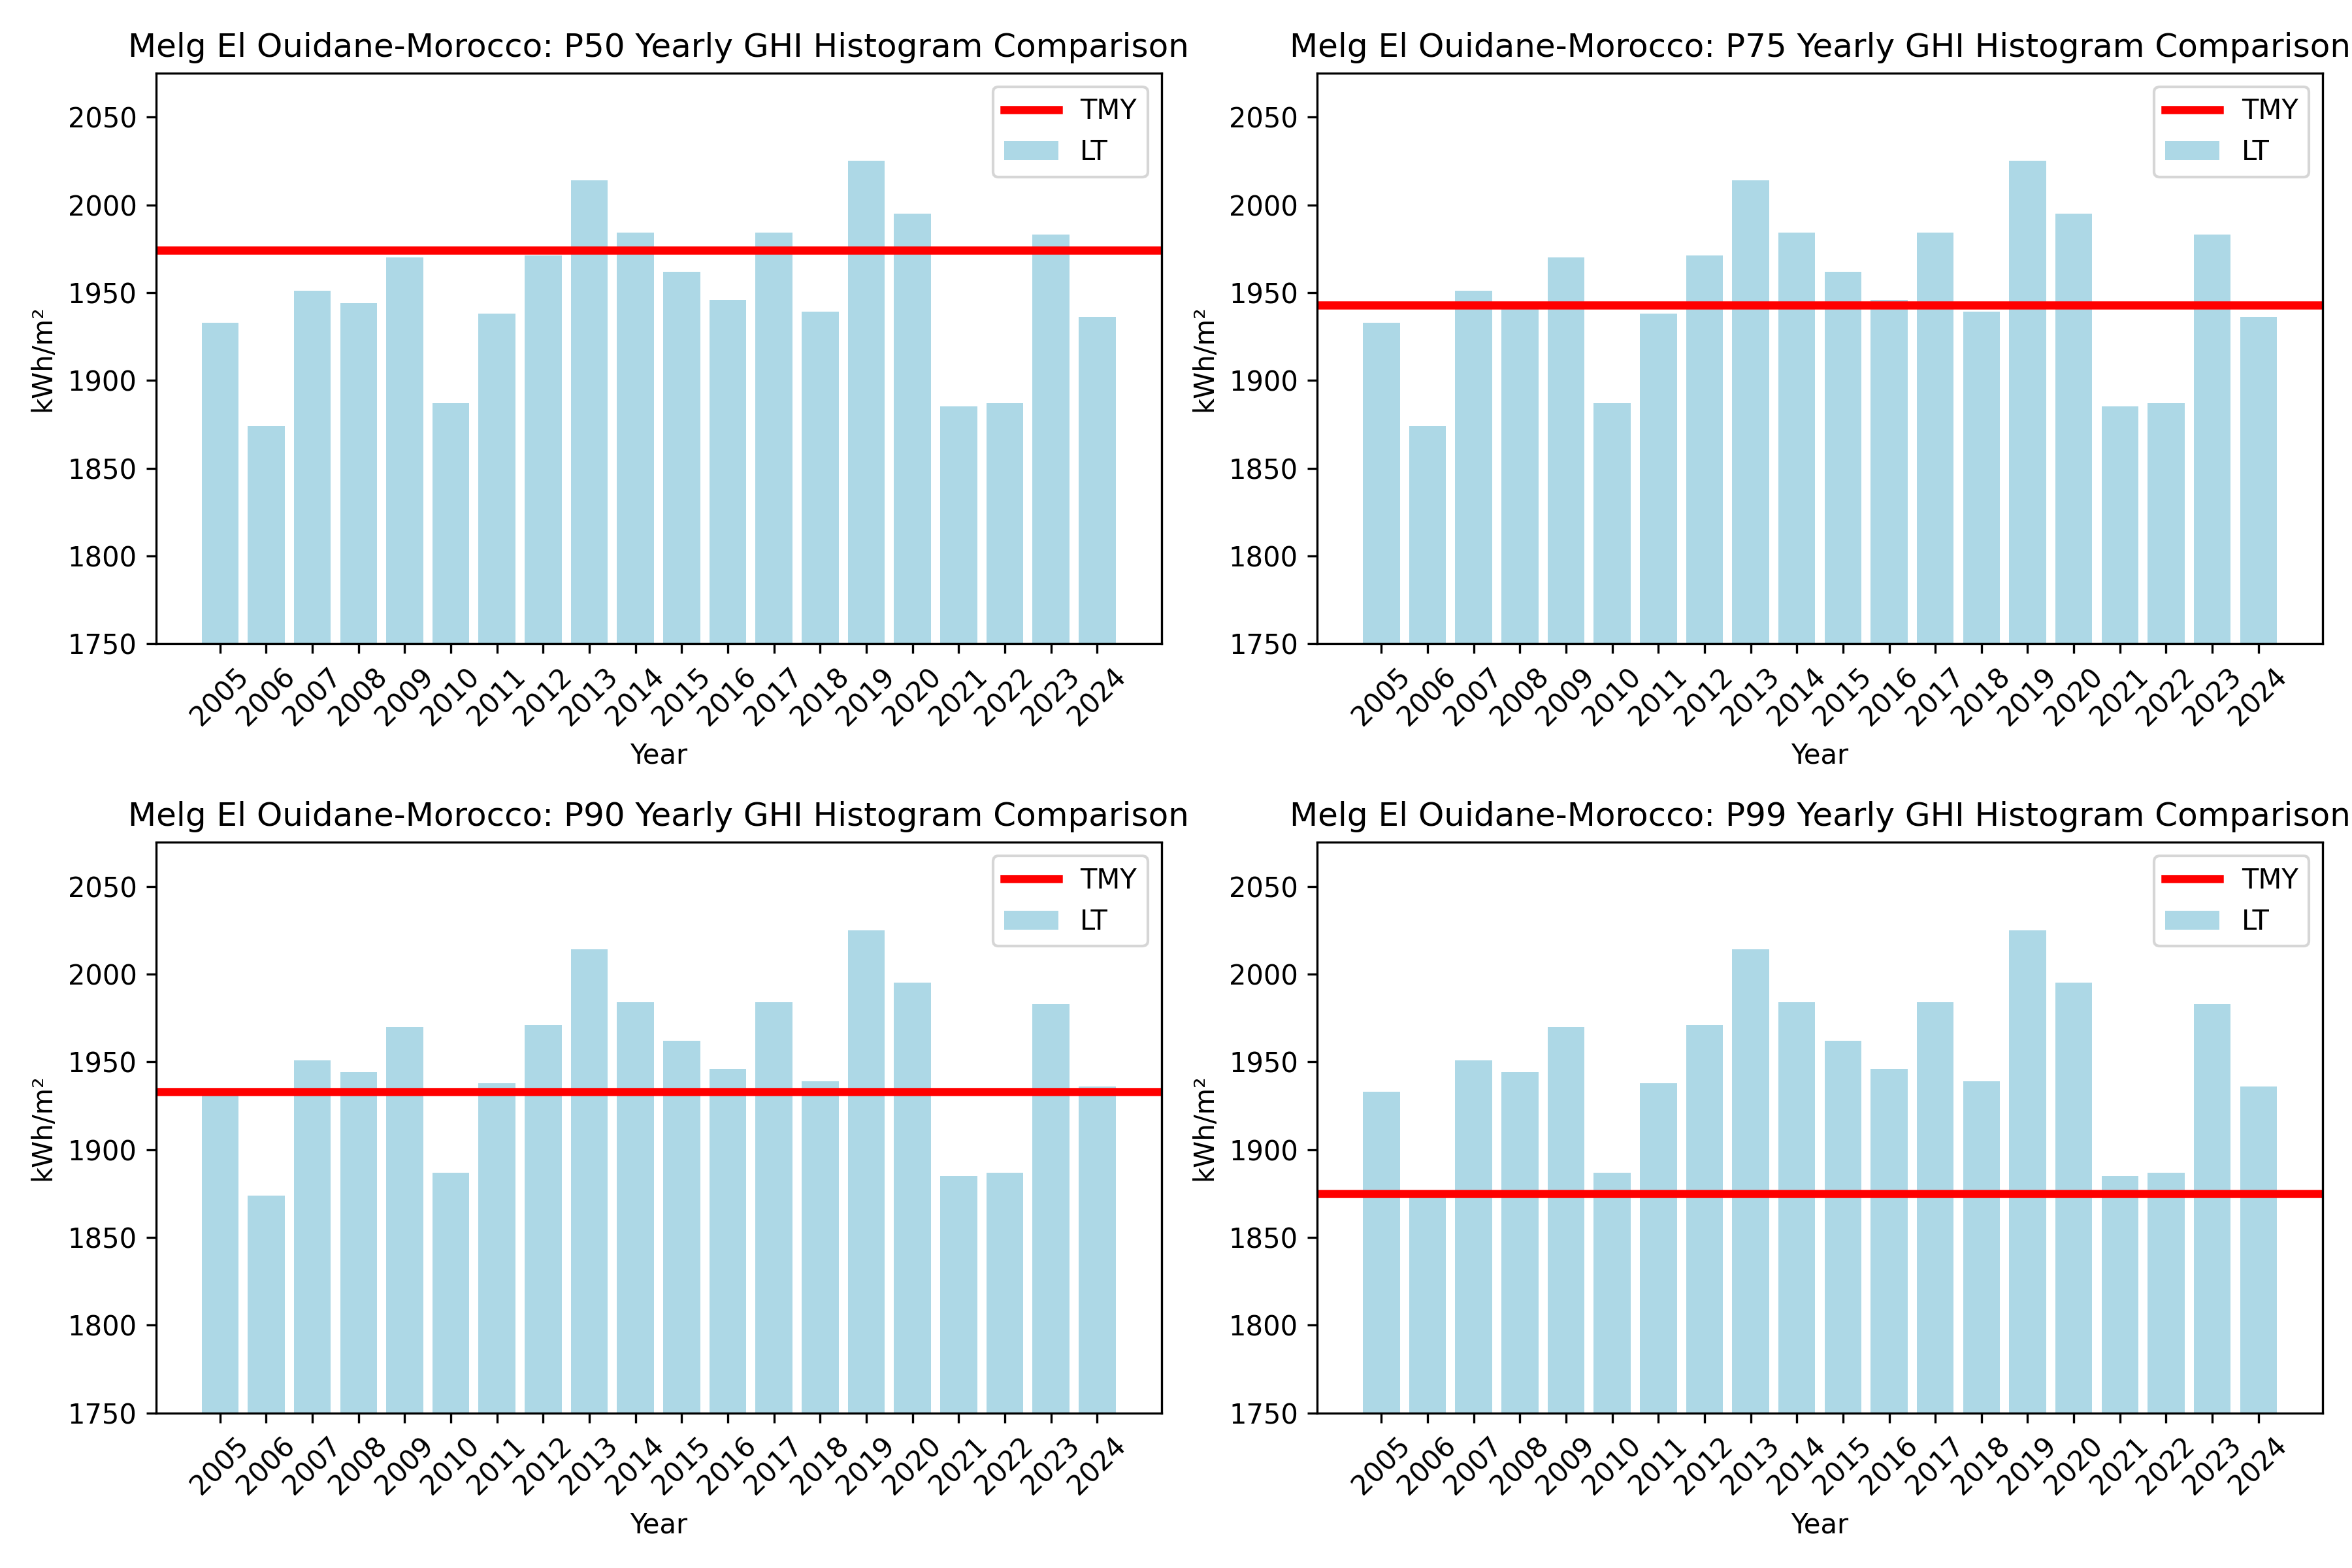 Melg El Ouidane-Morocco: P50 Yearly GHI Histogram Comparison
TMY
LT
2050
2000
1950
1900
1850
1800
1750
kWh/m²
2005 2006 2007 2008 2009 2010 2011 2012 2013 2014 2015 2016 2017 2018 2019 2020 2021 2022 2023 2024
Year
Melg El Ouidane-Morocco: P75 Yearly GHI Histogram Comparison
TMY
LT
2050
2000
1950
1900
1850
1800
1750
kWh/m²
2005 2006 2007 2008 2009 2010 2011 2012 2013 2014 2015 2016 2017 2018 2019 2020 2021 2022 2023 2024
Year
Melg El Ouidane-Morocco: P90 Yearly GHI Histogram Comparison
TMY
LT
2050
2000
1950
1900
1850
1800
1750
kWh/m²
2005 2006 2007 2008 2009 2010 2011 2012 2013 2014 2015 2016 2017 2018 2019 2020 2021 2022 2023 2024
Year
Melg El Ouidane-Morocco: P99 Yearly GHI Histogram Comparison
TMY
LT
2050
2000
1950
1900
1850
1800
1750
kWh/m²
2005 2006 2007 2008 2009 2010 2011 2012 2013 2014 2015 2016 2017 2018 2019 2020 2021 2022 2023 2024
Year